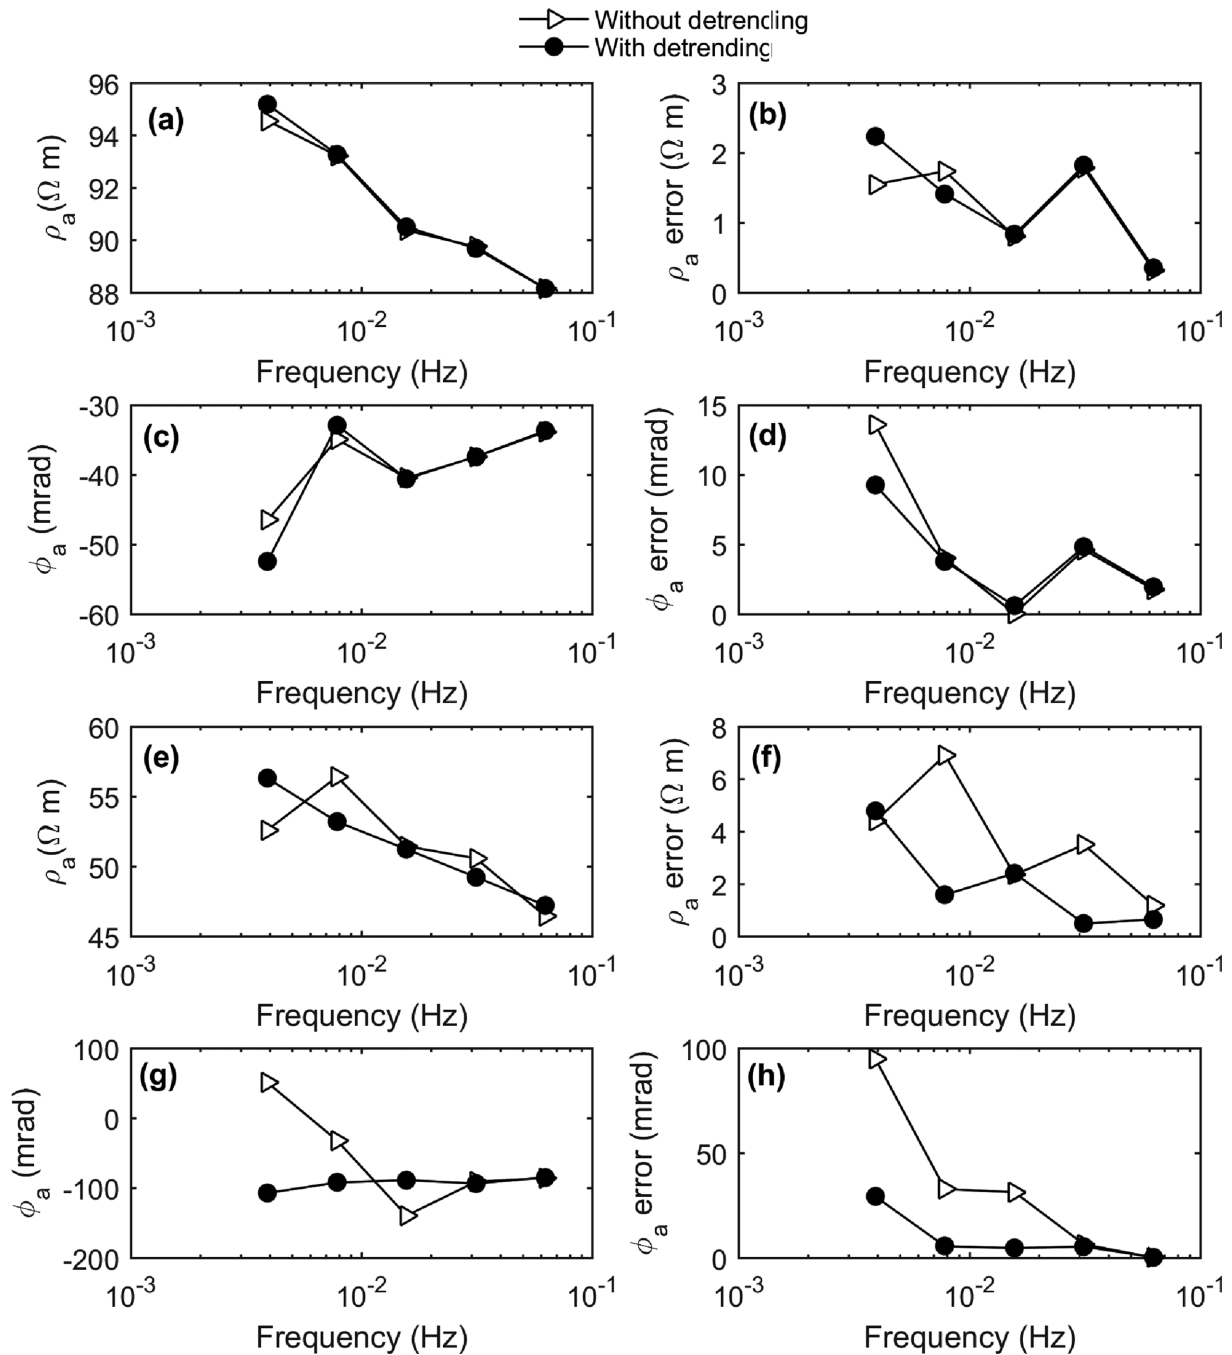 Without detrending
With detrending
(a)
ρa(Ω m)
96
94
92
90
88
10-3
10-2
10-1
Frequency (Hz)
(b)
ρa error (Ω m)
3
2
1
0
10-3
10-2
10-1
Frequency (Hz)
(c)
ϕa (mrad)
-30
-40
-50
-60
10-3
10-2
10-1
Frequency (Hz)
(d)
ϕa error (mrad)
15
10
5
0
10-3
10-2
10-1
Frequency (Hz)
(e)
ρa(Ω m)
60
55
50
45
10-3
10-2
10-1
Frequency (Hz)
(f)
ρa error (Ω m)
8
6
4
2
0
10-3
10-2
10-1
Frequency (Hz)
(g)
ϕa (mrad)
100
0
-100
-200
10-3
10-2
10-1
Frequency (Hz)
(h)
ϕa error (mrad)
100
50
0
10-3
10-2
10-1
Frequency (Hz)